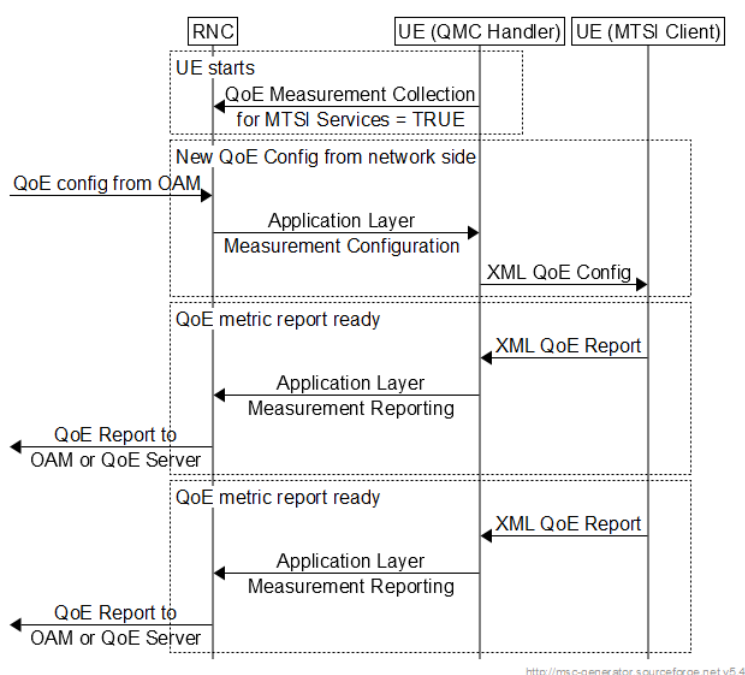 RNC
UE (QMC Handler)
UE (MTSI Client)
UE starts
QoE Measurement Collection
for MTSI Services = TRUE
New QoE Config from network side
QoE config from OAM
Application Layer
Measurement Configuration
XML QoE Config
QoE metric report ready
XML QoE Report
Application Layer
Measurement Reporting
QoE Report to
OAM or QoE Server
QoE metric report ready
XML QoE Report
Application Layer
Measurement Reporting
QoE Report to
OAM or QoE Server
http://msc-generator.sourceforge.net v5.4